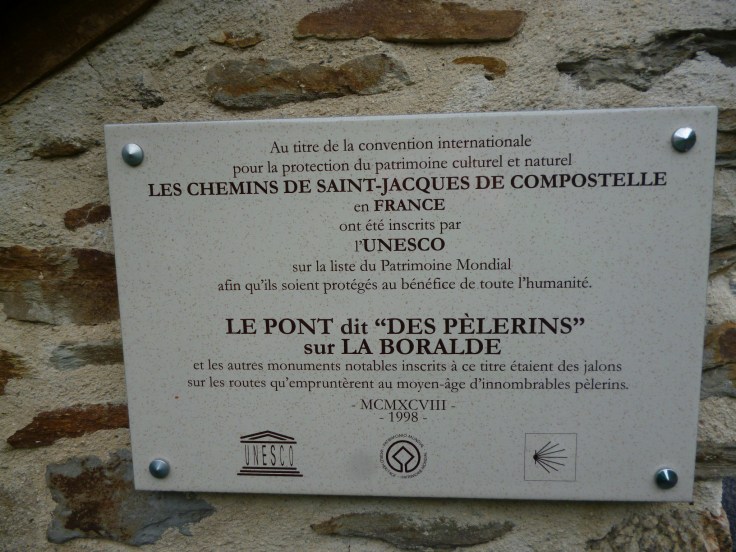 Au titre de la convention internationale
pour la protection du patrimoine culturel et naturel
LES CHEMINS DE SAINT-JACQUES DE COMPOSTELLE
en FRANCE
ont été inscrits par
l'UNESCO
sur la liste du Patrimoine Mondial
afin qu'ils soient protégés au bénéfice de toute l'humanité.
LE PONT dit "DES PÈLERINS"
sur LA BORALDE
et les autres monuments notables inscrits à ce titre étaient des jalons
sur les routes qu'empruntèrent au moyen-âge d'innombrables pèlerins.
- MCMXCVIII -
- 1998 -
UNESCO